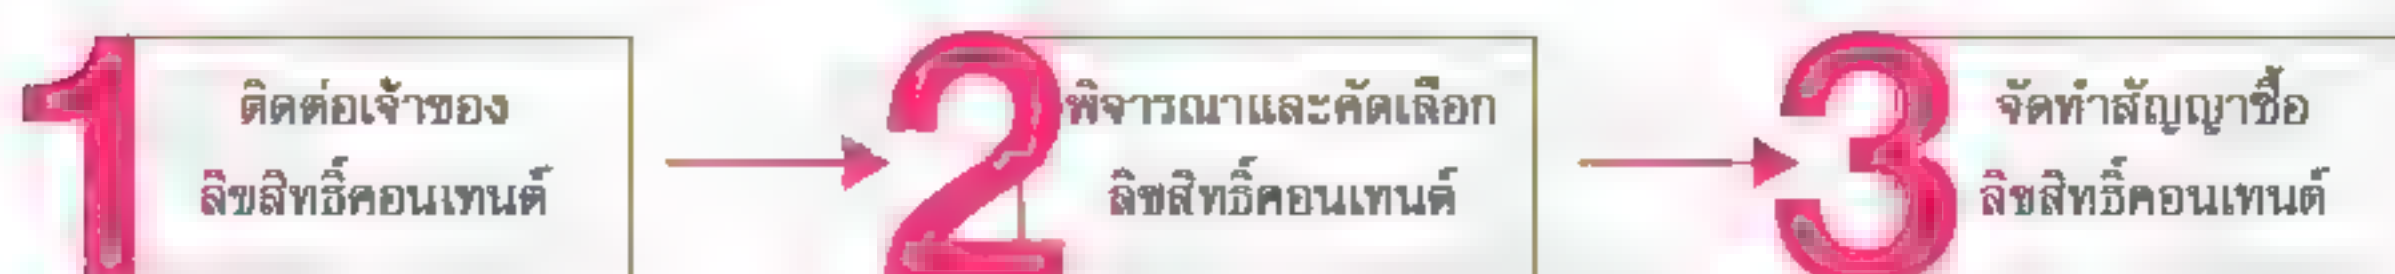 1
ติดต่อเจ้าของ
ลิขสิทธิ์คอนเทนต์
2
พิจารณาและคัดเลือก
ลิขสิทธิ์คอนเทนต์
3
จัดทำสัญญาซื้อ
ลิขสิทธิ์คอนเทนต์